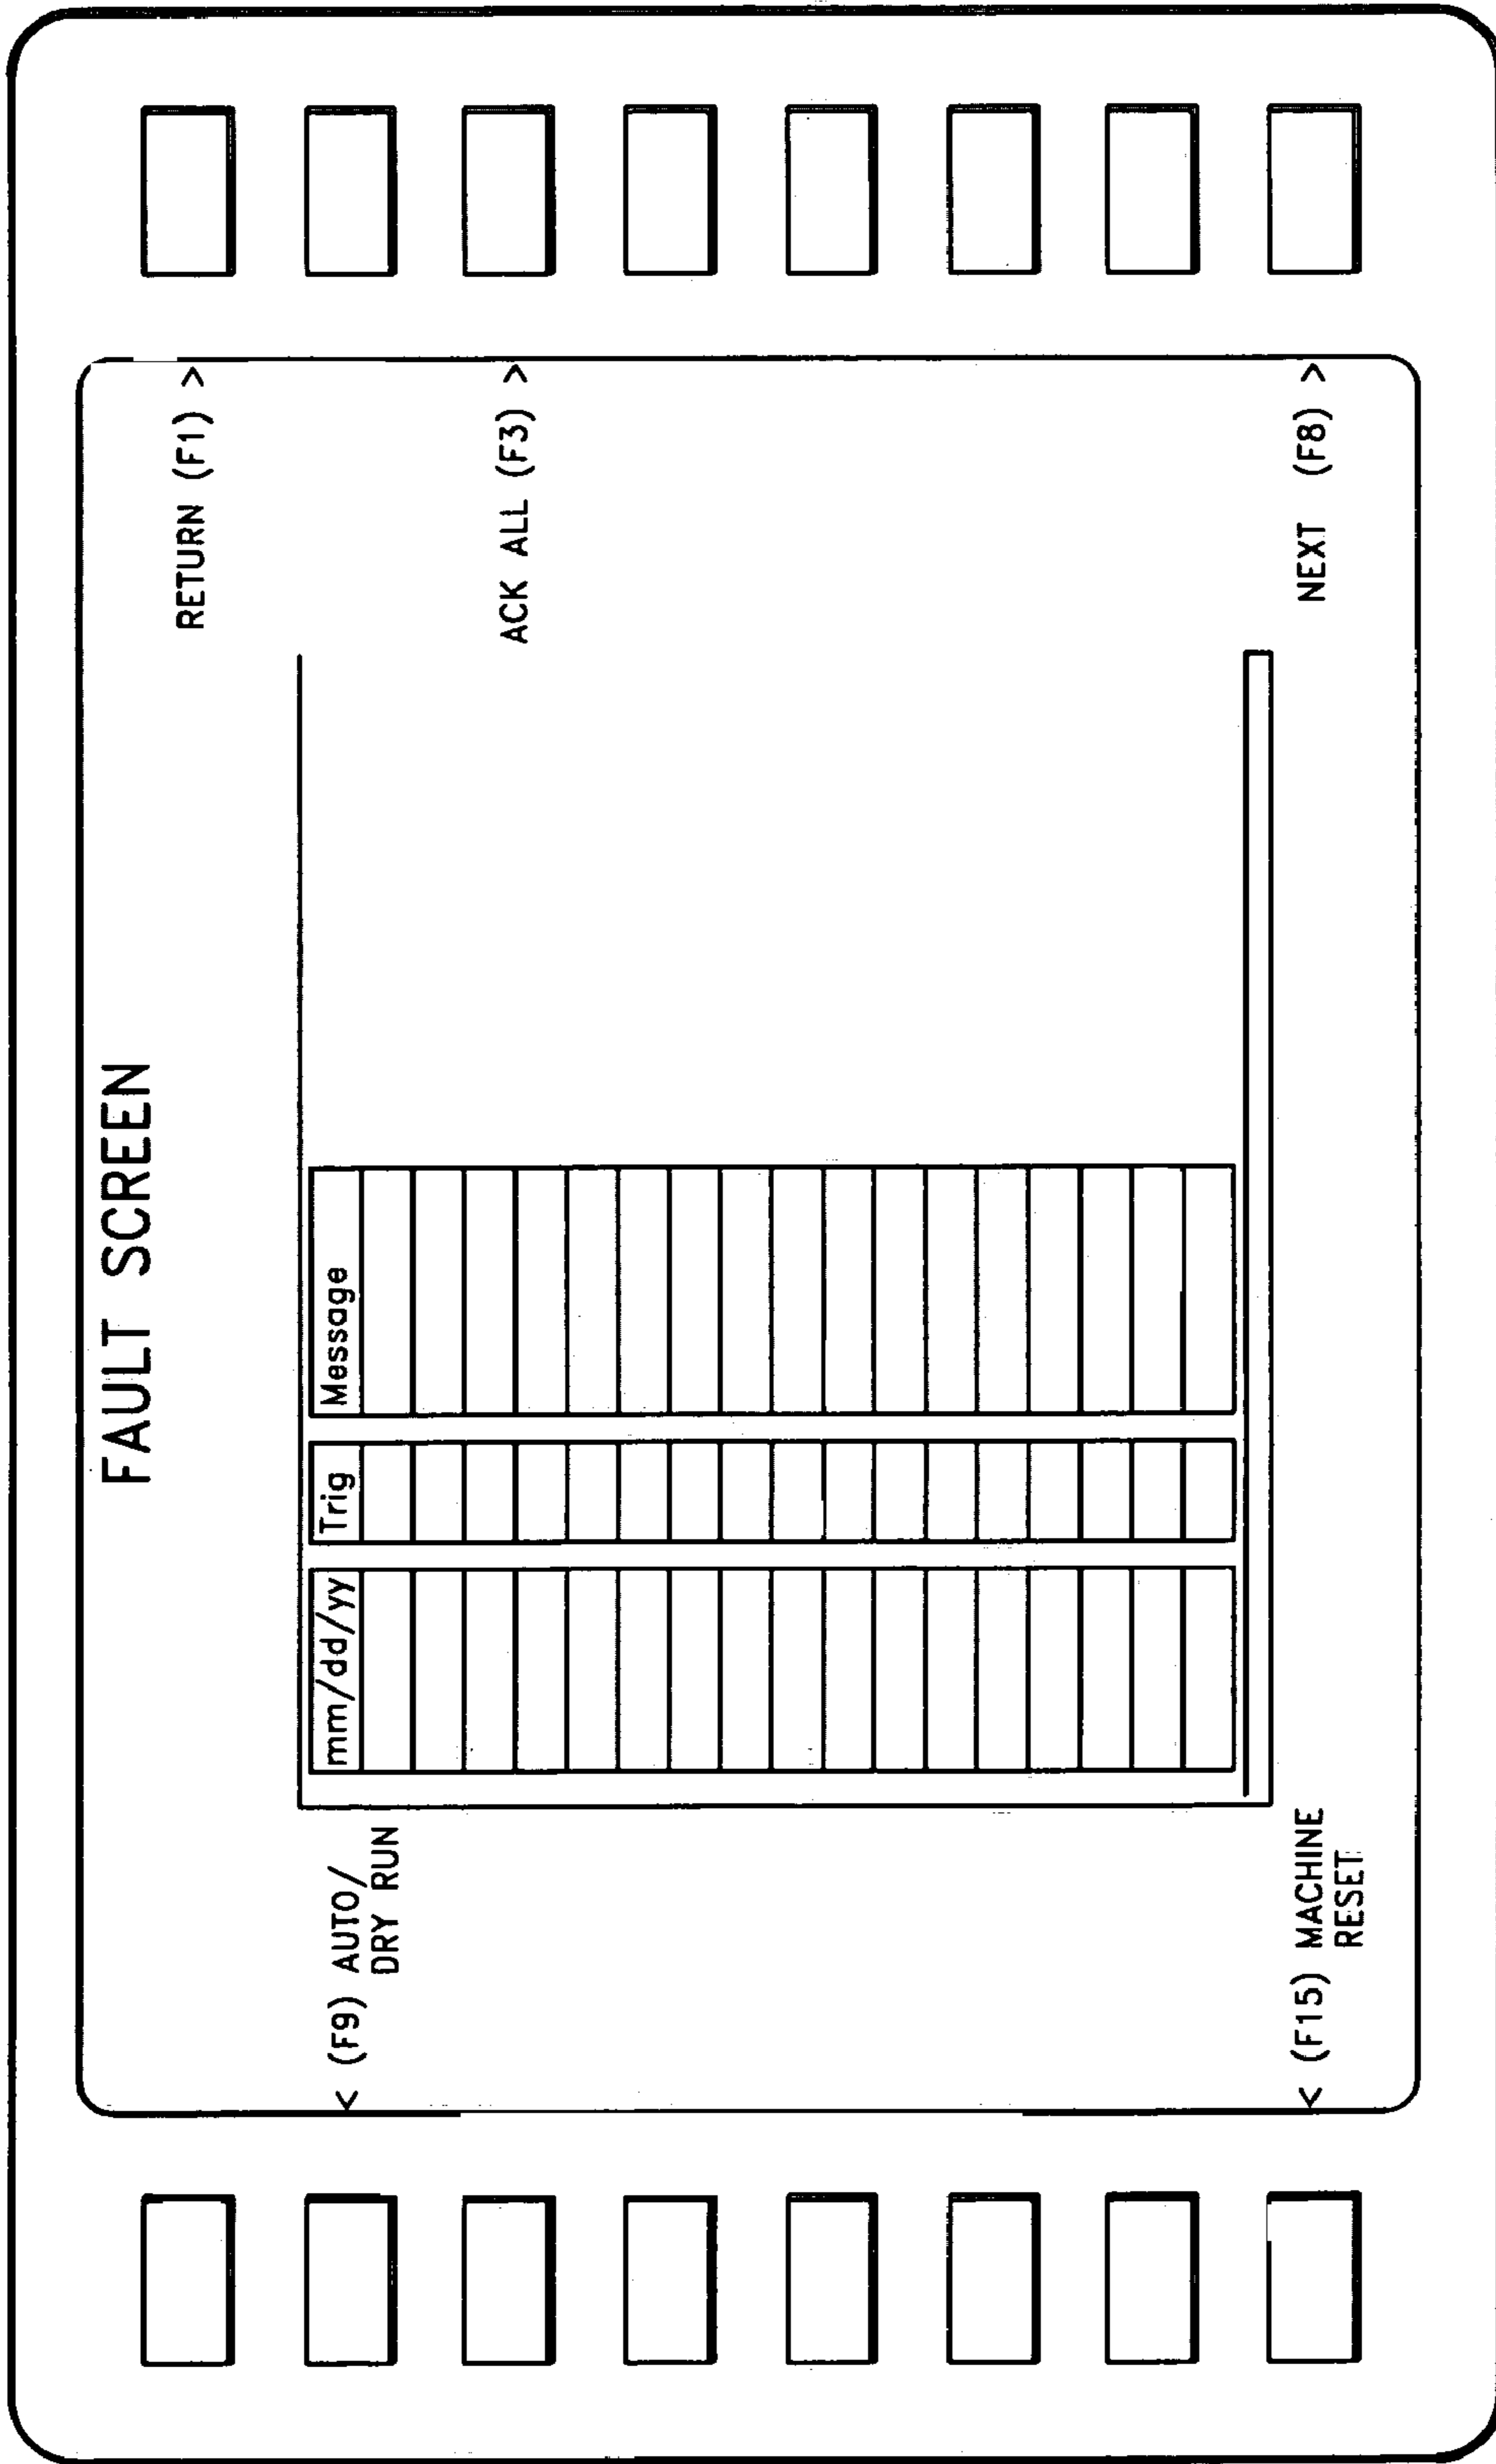 FAULT SCREEN
RETURN (F1) >
< (F9) AUTO/
DRY RUN
mm/dd/yy
Trig
Message
ACK ALL (F3) >
< (F15) MACHINE
RESET
NEXT (F8) >